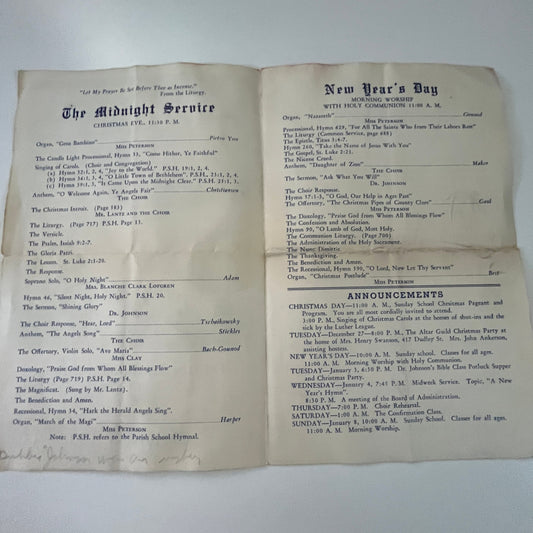 "Let My Prayer Be Set Before Thee as Incense."
From the Liturgy.
The Midnight Service
CHRISTMAS EVE, 11:30 P. M.
Organ, "Gesu Bambino" Pietro Yon
MISS PETERSON
The Candle Light Processional, Hymn 33, "Come Hither, Ye Faithful"
Singing of Carols. (Choir and Congregation)
(a) Hymn 32:1, 2, 4, "Joy to the World." P.S.H. 19:1, 2, 4.
(b) Hymn 34:1, 3, 4, "O Little Town of Bethlehem". P.S.H., 21:1, 2, 4.
(c) Hymn 39:1, 3, "It Came Upon the Midnight Clear." P.S.H. 23:1, 3.
Anthem, "O Welcome Again, Ye Angels Fair" Christiansen
THE CHOIR
The Christmas Introit. (Page 183)
MR. LANTZ AND THE CHOIR
The Liturgy. (Page 717) P.S.H. Page 13.
The Versicle.
The Psalm, Isaiah 9:2-7.
The Gloria Patri.
The Lesson. St. Luke 2:1-20.
The Response.
Soprano Solo, "O Holy Night" Adam
MRS. BLANCHE CLARK LOFGREN
Hymn 46, "Silent Night, Holy Night." P.S.H. 20.
The Sermon, "Shining Glory"
DR. JOHNSON
The Choir Response, "Hear, Lord" Tschaikowsky
Anthem, "The Angels Song" Stickles
THE CHOIR
The Offertory, Violin Solo, "Ave Maria" Bach-Gounod
MISS CLAY
Doxology, "Praise God from Whom All Blessings Flow"
The Liturgy (Page 719) P.S.H. Page 14.
The Magnificat. (Sung by Mr. Lantz).
The Benediction and Amen.
Recessional, Hymn 54, "Hark the Herald Angels Sing".
Organ, "March of the Magi" Harper
MISS PETERSON
Note: P.S.H. refers to the Parish School Hymnal.
Johnson was an usher
New Year's Day
MORNING WORSHIP
WITH HOLY COMMUNION 11:00 A. M.
Organ, "Nazareth" Gounod
MISS PETERSON
Processional, Hymn 429, "For All The Saints Who from Their Labors Rest"
The Liturgy (Common Service, page 698)
The Epistle, Titus 3:4-7.
Hymn 260, "Take the Name of Jesus With You"
The Gospel, St. Luke 2:21.
The Nicene Creed.
Anthem, "Daughter of Zion" Maker
THE CHOIR
The Sermon, "Ask What You Will"
DR. JOHNSON
The Choir Response.
Hymn 57:1-3, "O God, Our Help in Ages Past"
The Offertory, "The Christmas Pipes of County Clare" Gaul
MISS PETERSON
The Doxology, "Praise God from Whom All Blessings Flow"
The Confession and Absolution.
Hymn 90, "O Lamb of God, Most Holy.
The Communion Liturgy. (Page 700)
The Administration of the Holy Sacrament.
The Nunc Dimittis.
The Thanksgiving.
The Benediction and Amen.
The Recessional, Hymn 590, "O Lord, Now Let Thy Servant"
Organ, "Christmas Postlude" Best
MISS PETERSON
ANNOUNCEMENTS
CHRISTMAS DAY—11:00 A. M., Sunday School Christmas Pageant and
Program. You are all most cordially invited to attend.
3:00 P. M., Singing of Christmas Carols at the homes of shut-ins and the
sick by the Luther League.
TUESDAY—December 27—8:00 P. M., The Altar Guild Christmas Party at
the home of Mrs. Henry Swanson, 417 Dudley St. Mrs. John Ankerson,
assisting hostess.
NEW YEAR'S DAY—10:00 A. M. Sunday school. Classes for all ages.
11:00 A. M. Morning Worship with Holy Communion.
TUESDAY—January 3, 6:30 P. M. Dr. Johnson's Bible Class Potluck Supper
and Christmas Party.
WEDNESDAY—January 4, 7:45 P.M. Midweek Service. Topic, "A New
Year's Hymn".
8:30 P. M. A meeting of the Board of Administration.
THURSDAY—7:00 P. M. Choir Rehearsal.
SATURDAY—1:00 A. M. The Confirmation Class.
SUNDAY—January 8, 10:00 A. M. Sunday School. Classes for all ages.
11:00 A. M. Morning Worship.